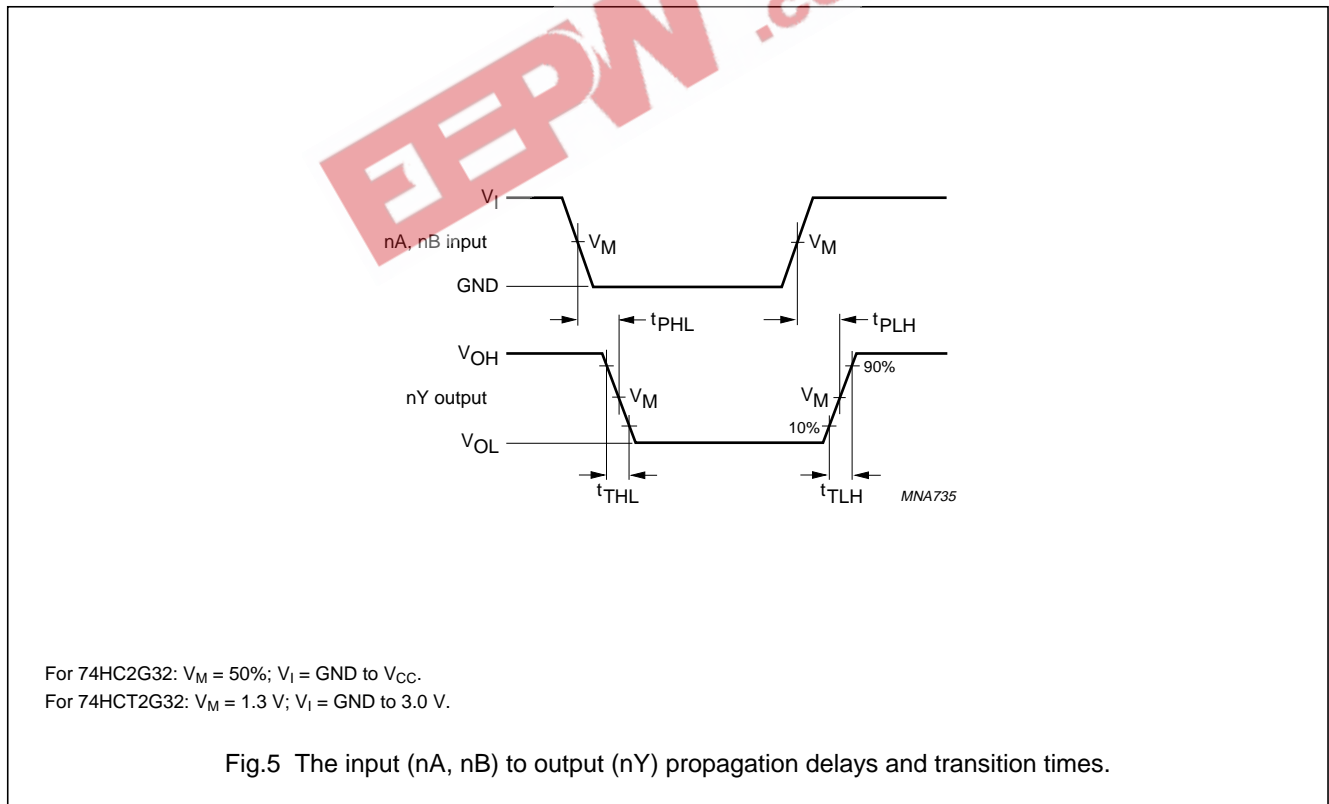 EEPW.co
V_I
nA, nB input
V_M
V_M
GND
t_PHL
t_PLH
V_OH
90%
nY output
V_M
V_M
10%
V_OL
t_THL
t_TLH
MNA735
For 74HC2G32: V_M = 50%; V_I = GND to V_CC.
For 74HCT2G32: V_M = 1.3 V; V_I = GND to 3.0 V.
Fig.5 The input (nA, nB) to output (nY) propagation delays and transition times.